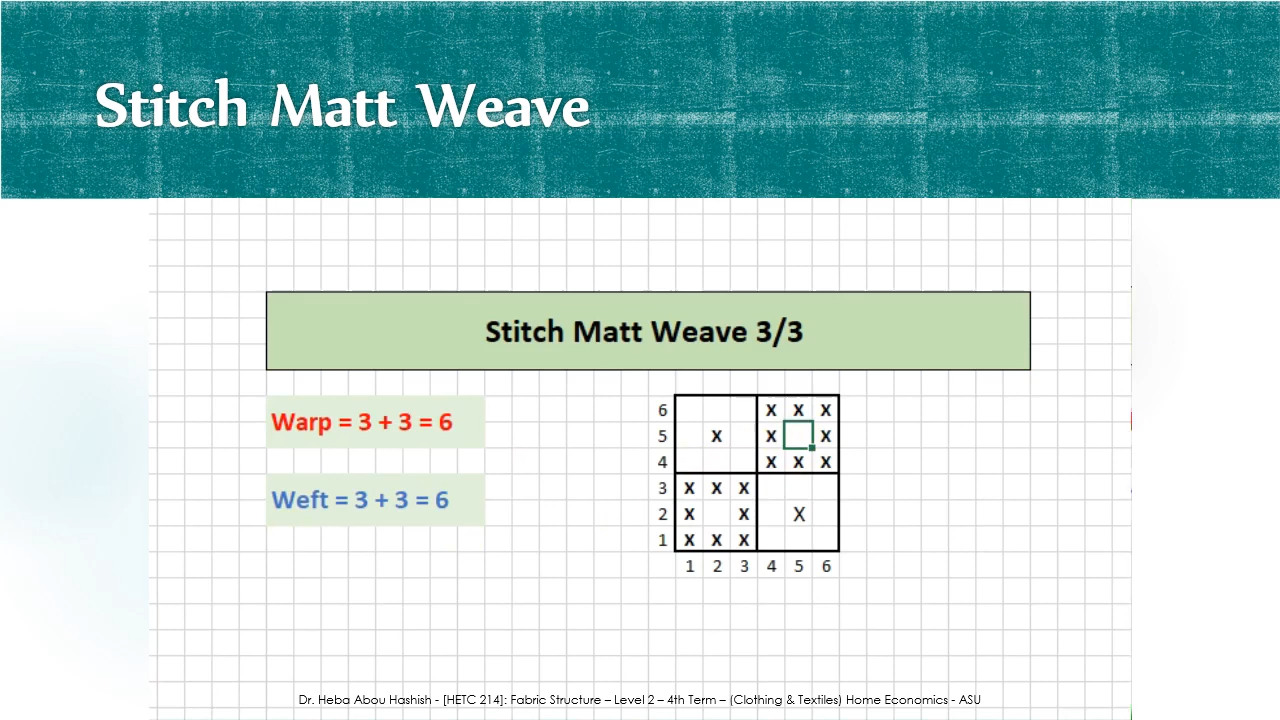 Stitch Matt Weave
Stitch Matt Weave 3/3
Warp = 3 + 3 = 6
Weft = 3 + 3 = 6
6 X X X
5 X X X
4 X X X
3 X X X
2 X X X
1 X X X
1 2 3 4 5 6
Dr. Heba Abou Hashish - [HETC 214]: Fabric Structure – Level 2 – 4th Term – (Clothing & Textiles) Home Economics - ASU